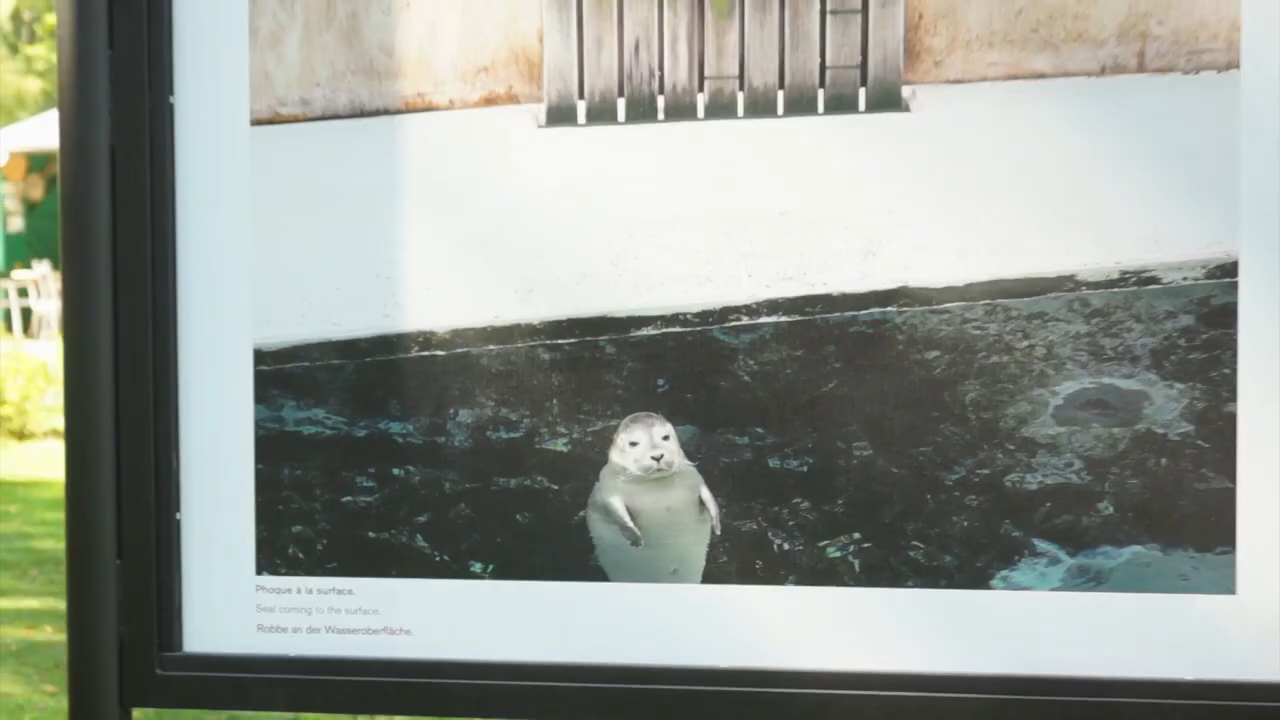 Phoque à la surface.
Seal coming to the surface.
Robbe an der Wasseroberfläche.